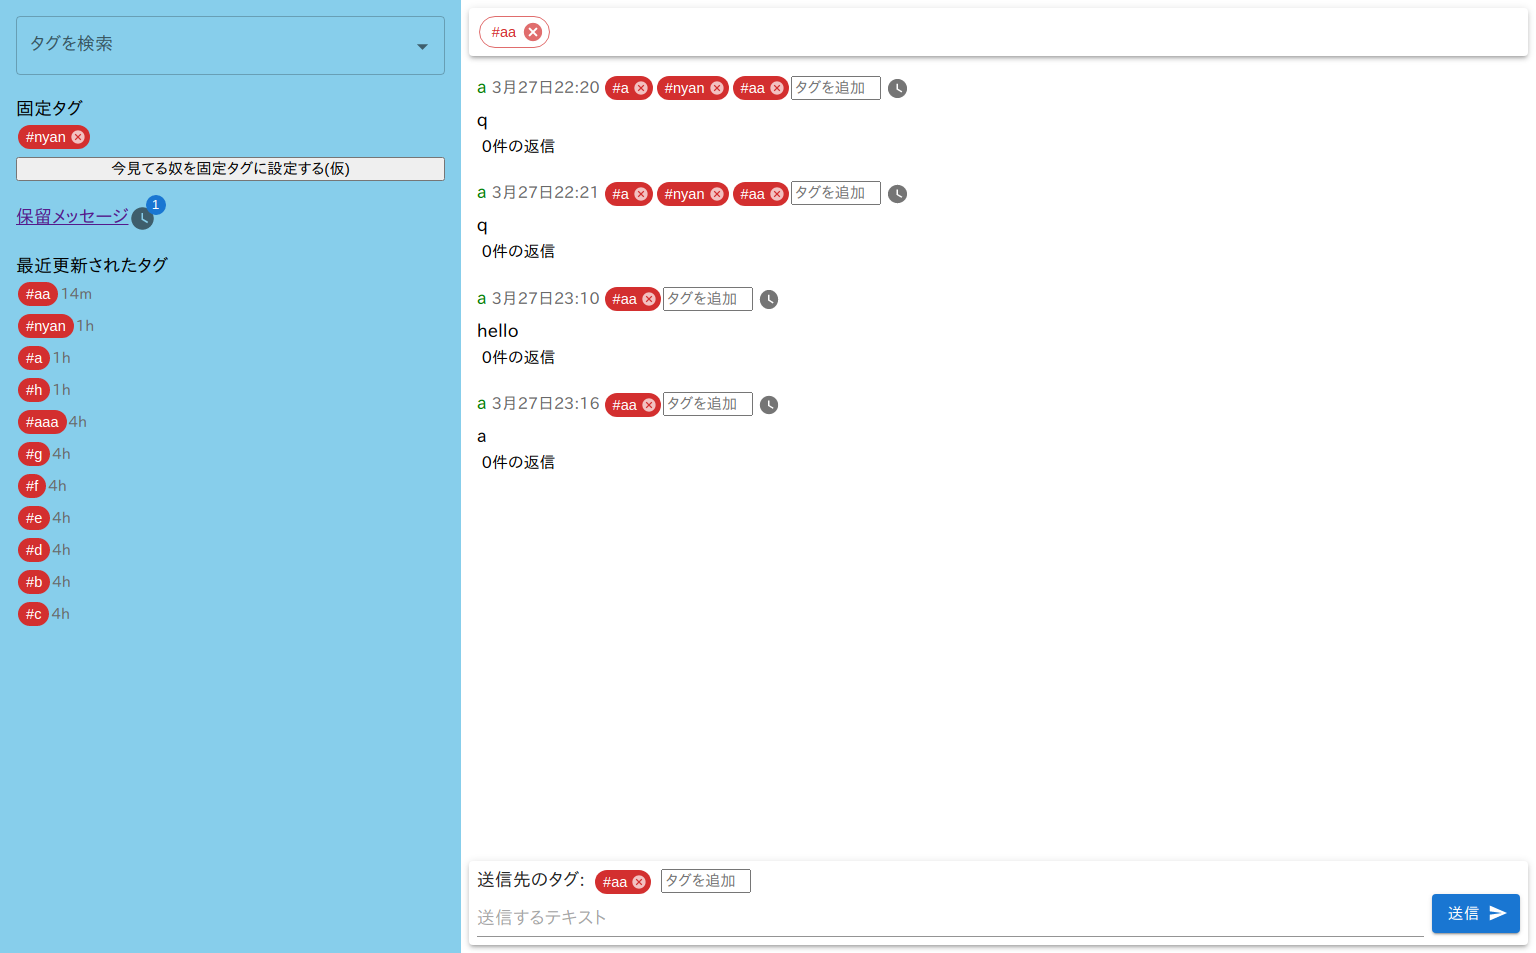 タグを検索
固定タグ
#nyan
今見てる奴を固定タグに設定する(仮)
保留メッセージ 1
最近更新されたタグ
#aa 14m
#nyan 1h
#a 1h
#h 1h
#aaa 4h
#g 4h
#f 4h
#e 4h
#d 4h
#b 4h
#c 4h
#aa
a 3月27日22:20 #a #nyan #aa タグを追加
q
0件の返信
a 3月27日22:21 #a #nyan #aa タグを追加
q
0件の返信
a 3月27日23:10 #aa タグを追加
hello
0件の返信
a 3月27日23:16 #aa タグを追加
a
0件の返信
送信先のタグ: #aa タグを追加
送信するテキスト
送信